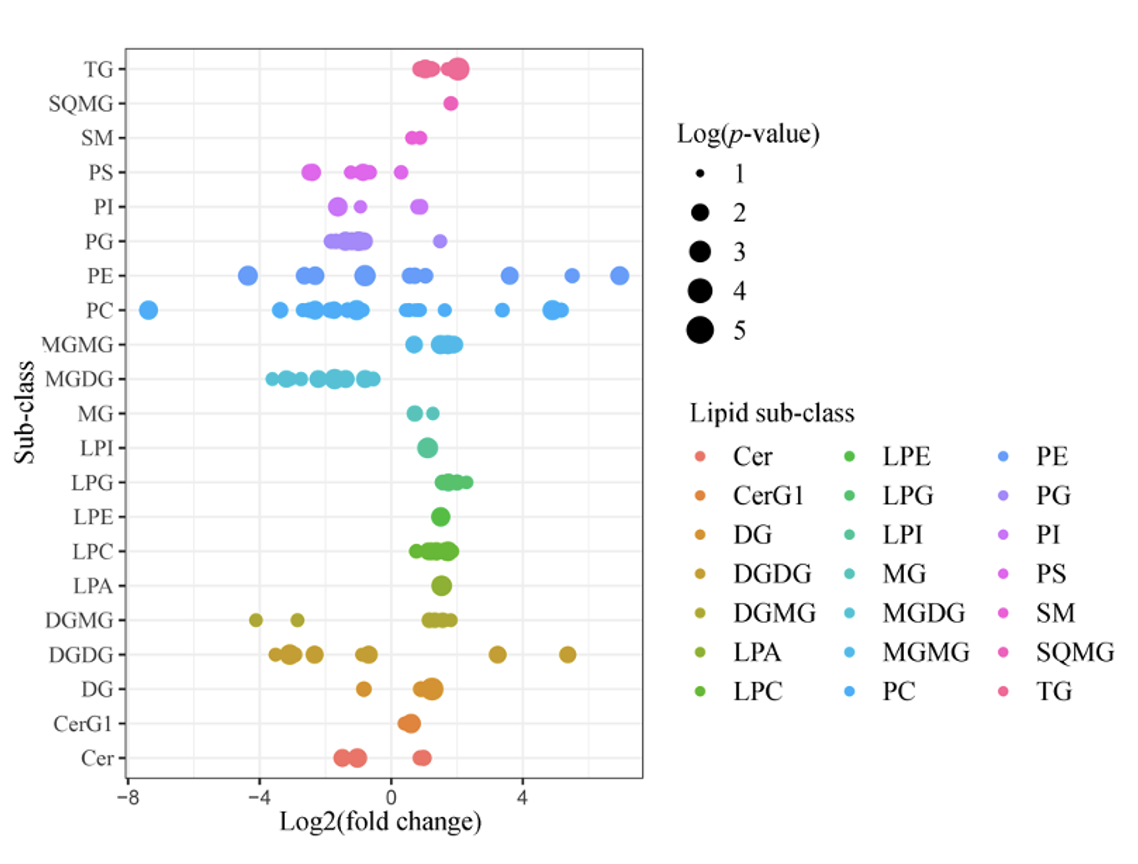 TG
SQMG
SM
PS
PI
PG
PE
PC
MGMG
MGDG
MG
LPI
LPG
LPE
LPC
LPA
DGMG
DGDG
DG
CerG1
Cer
Sub-class
−8 −4 0 4
Log2(fold change)
Log(p-value)
1
2
3
4
5
Lipid sub-class
Cer LPE PE
CerG1 LPG PG
DG LPI PI
DGDG MG PS
DGMG MGDG SM
LPA MGMG SQMG
LPC PC TG